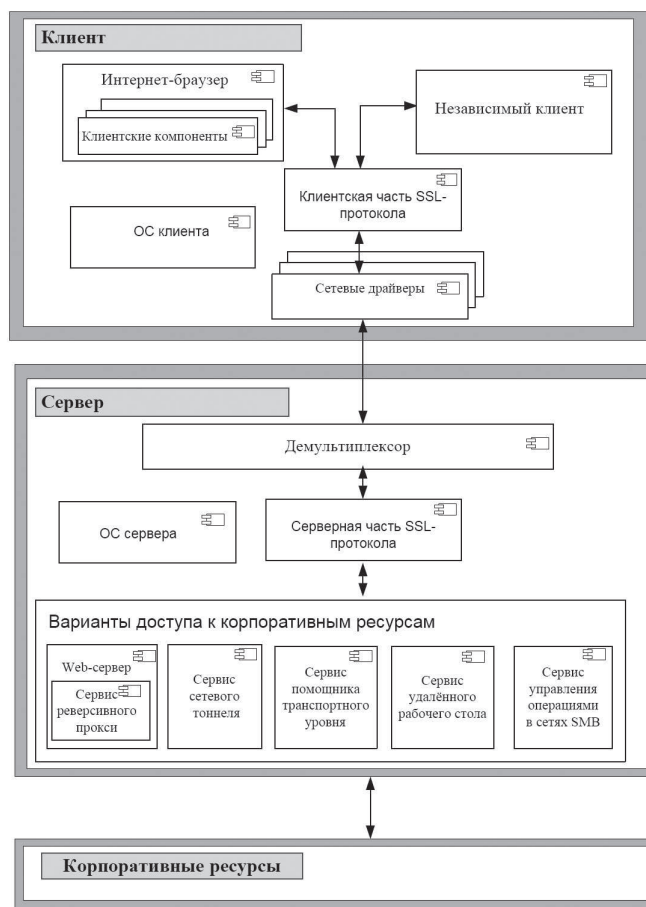 Клиент
Интернет-браузер
Клиентские компоненты
Независимый клиент
Клиентская часть SSL-
протокола
ОС клиента
Сетевые драйверы
Сервер
Демультиплексор
ОС сервера
Серверная часть SSL-
протокола
Варианты доступа к корпоративным ресурсам
Web-сервер
Сервис
реверсивного
прокси
Сервис
сетевого
тоннеля
Сервис
помощника
транспортного
уровня
Сервис
удалённого
рабочего стола
Сервис
управления
операциями
в сетях SMB
Корпоративные ресурсы